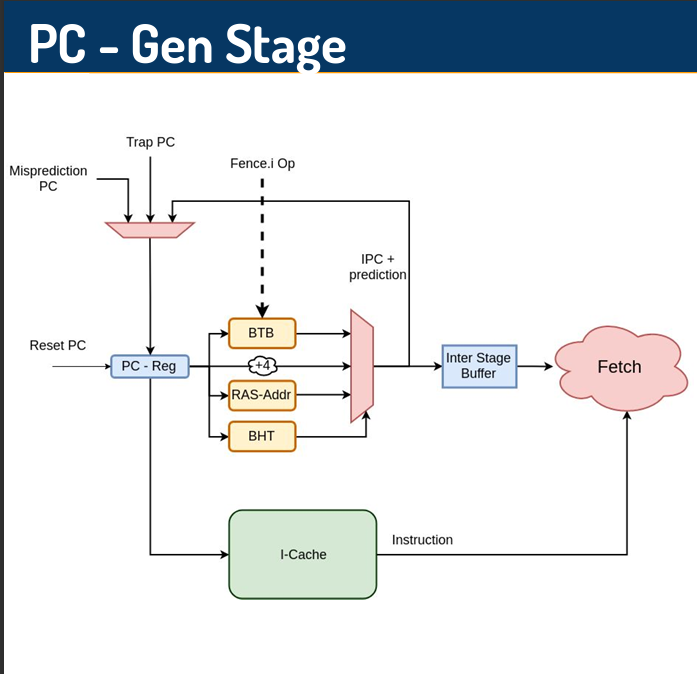 PC - Gen Stage
Trap PC
Misprediction
PC
Fence.i Op
IPC +
prediction
Reset PC
PC - Reg
BTB
+4
RAS-Addr
BHT
Inter Stage
Buffer
Fetch
I-Cache
Instruction